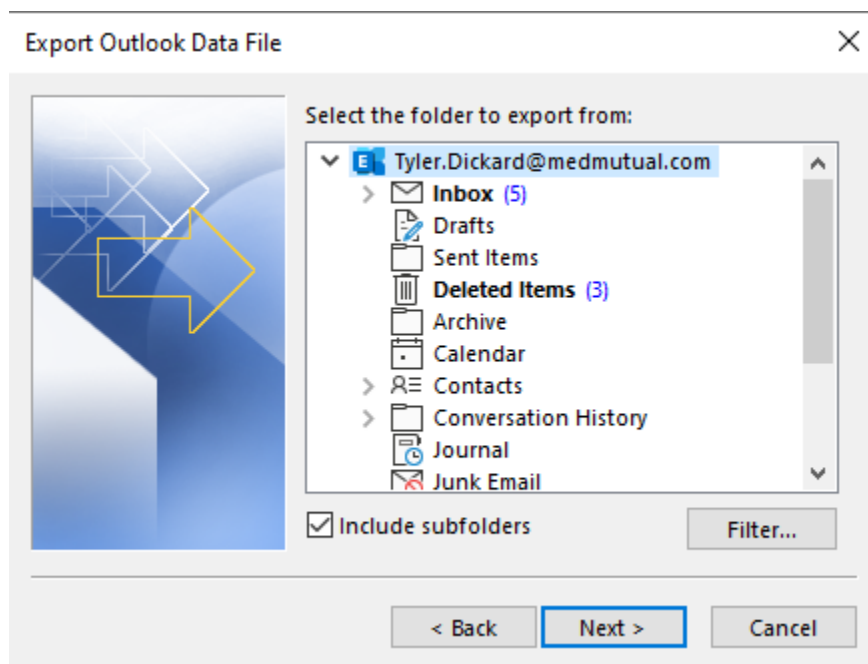 Export Outlook Data File
Select the folder to export from:
Tyler.Dickard@medmutual.com
Inbox (5)
Drafts
Sent Items
Deleted Items (3)
Archive
Calendar
Contacts
Conversation History
Journal
Junk Email
Include subfolders
Filter...
< Back
Next >
Cancel